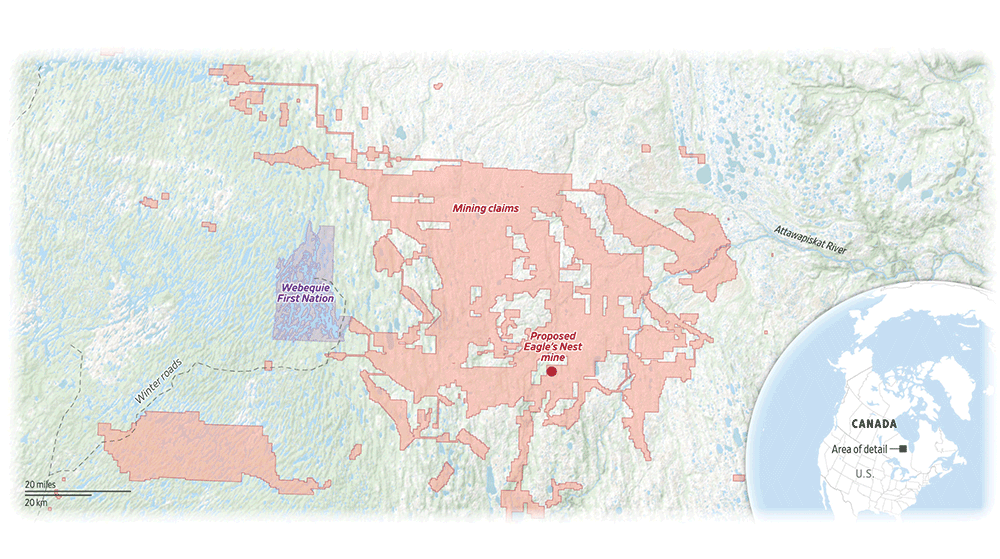 Mining claims
Attawapiskat River
Webequie
First Nation
Proposed
Eagle's Nest
mine
Winter roads
CANADA
Area of detail
U.S.
20 miles
20 km